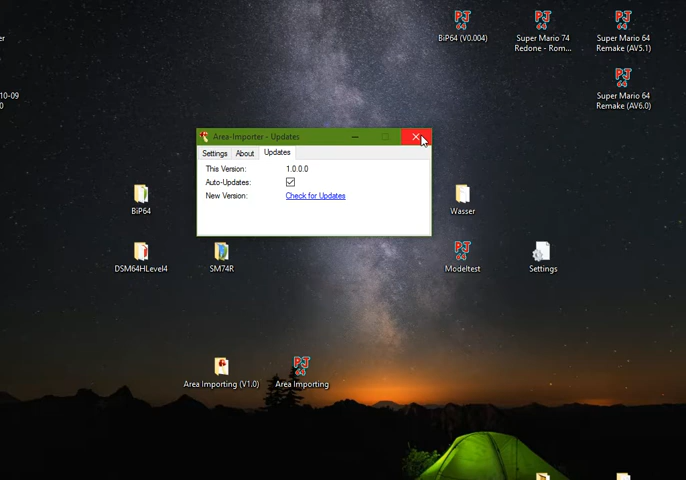 er
BiP64 (V0.004)
Super Mario 74
Redone - Rom...
Super Mario 64
Remake (AV5.1)
10-09
0
Super Mario 64
Remake (AV6.0)
Area-Importer - Updates
Settings
About
Updates
This Version:
1.0.0.0
Auto-Updates:
New Version:
Check for Updates
BiP64
Wasser
DSM64HLevel4
SM74R
Modeltest
Settings
Area Importing (V1.0)
Area Importing